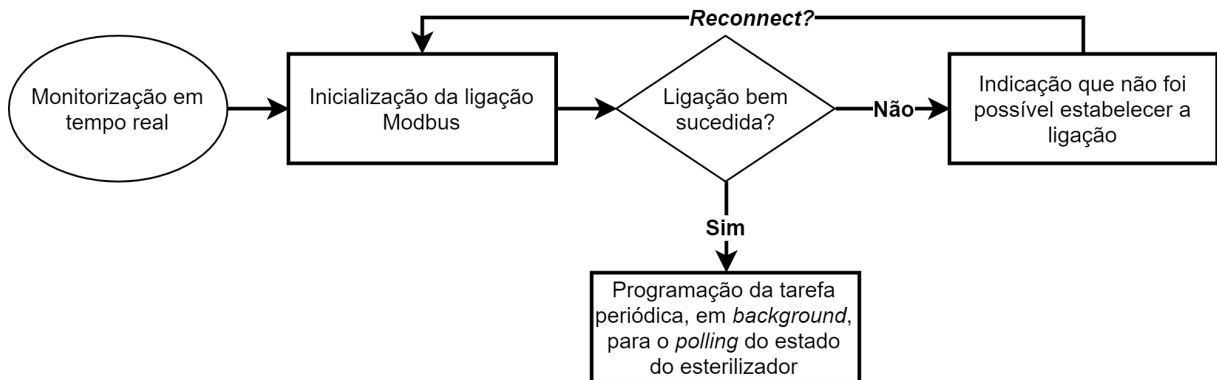 Reconnect?
Monitorização em
tempo real
Inicialização da ligação
Modbus
Ligação bem
sucedida?
Não
Indicação que não foi
possível estabelecer a
ligação
Sim
Programação da tarefa
periódica, em background,
para o polling do estado
do esterilizador